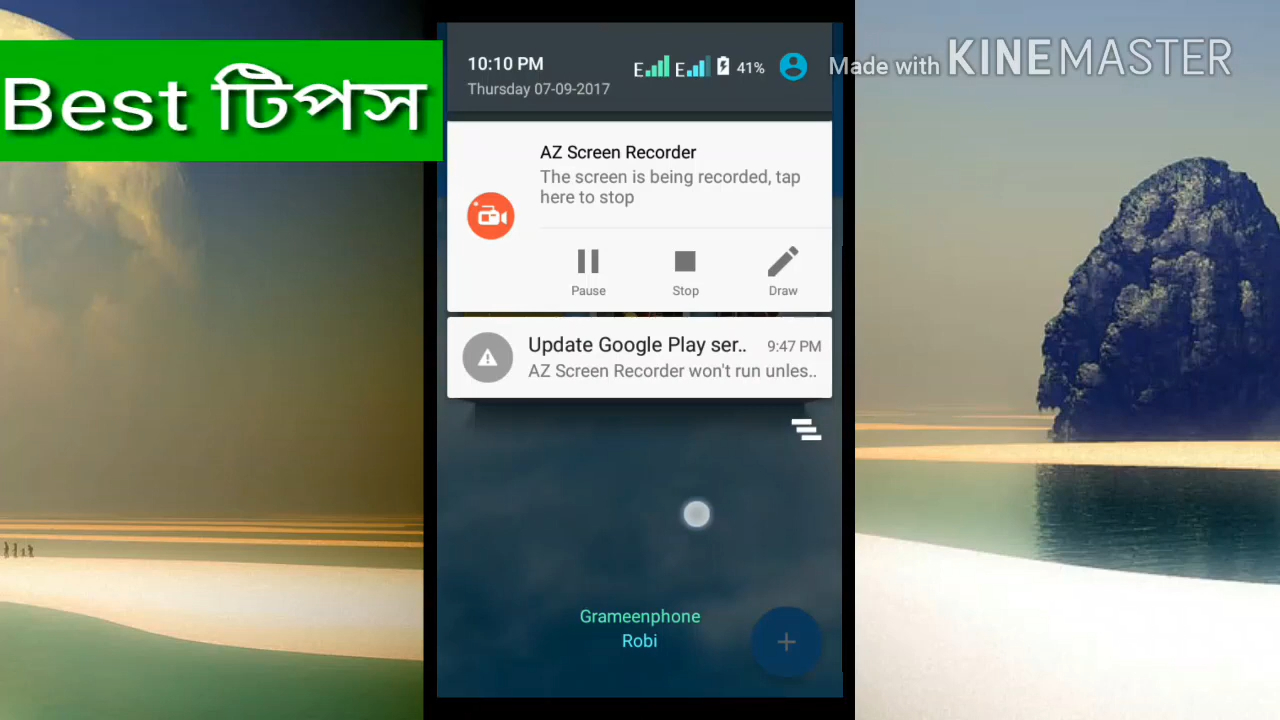 Best টিপস
Made with KINEMASTER
10:10 PM
E E 41%
Thursday 07-09-2017
AZ Screen Recorder
The screen is being recorded, tap
here to stop
Pause Stop Draw
Update Google Play ser.. 9:47 PM
AZ Screen Recorder won't run unles..
Grameenphone
Robi